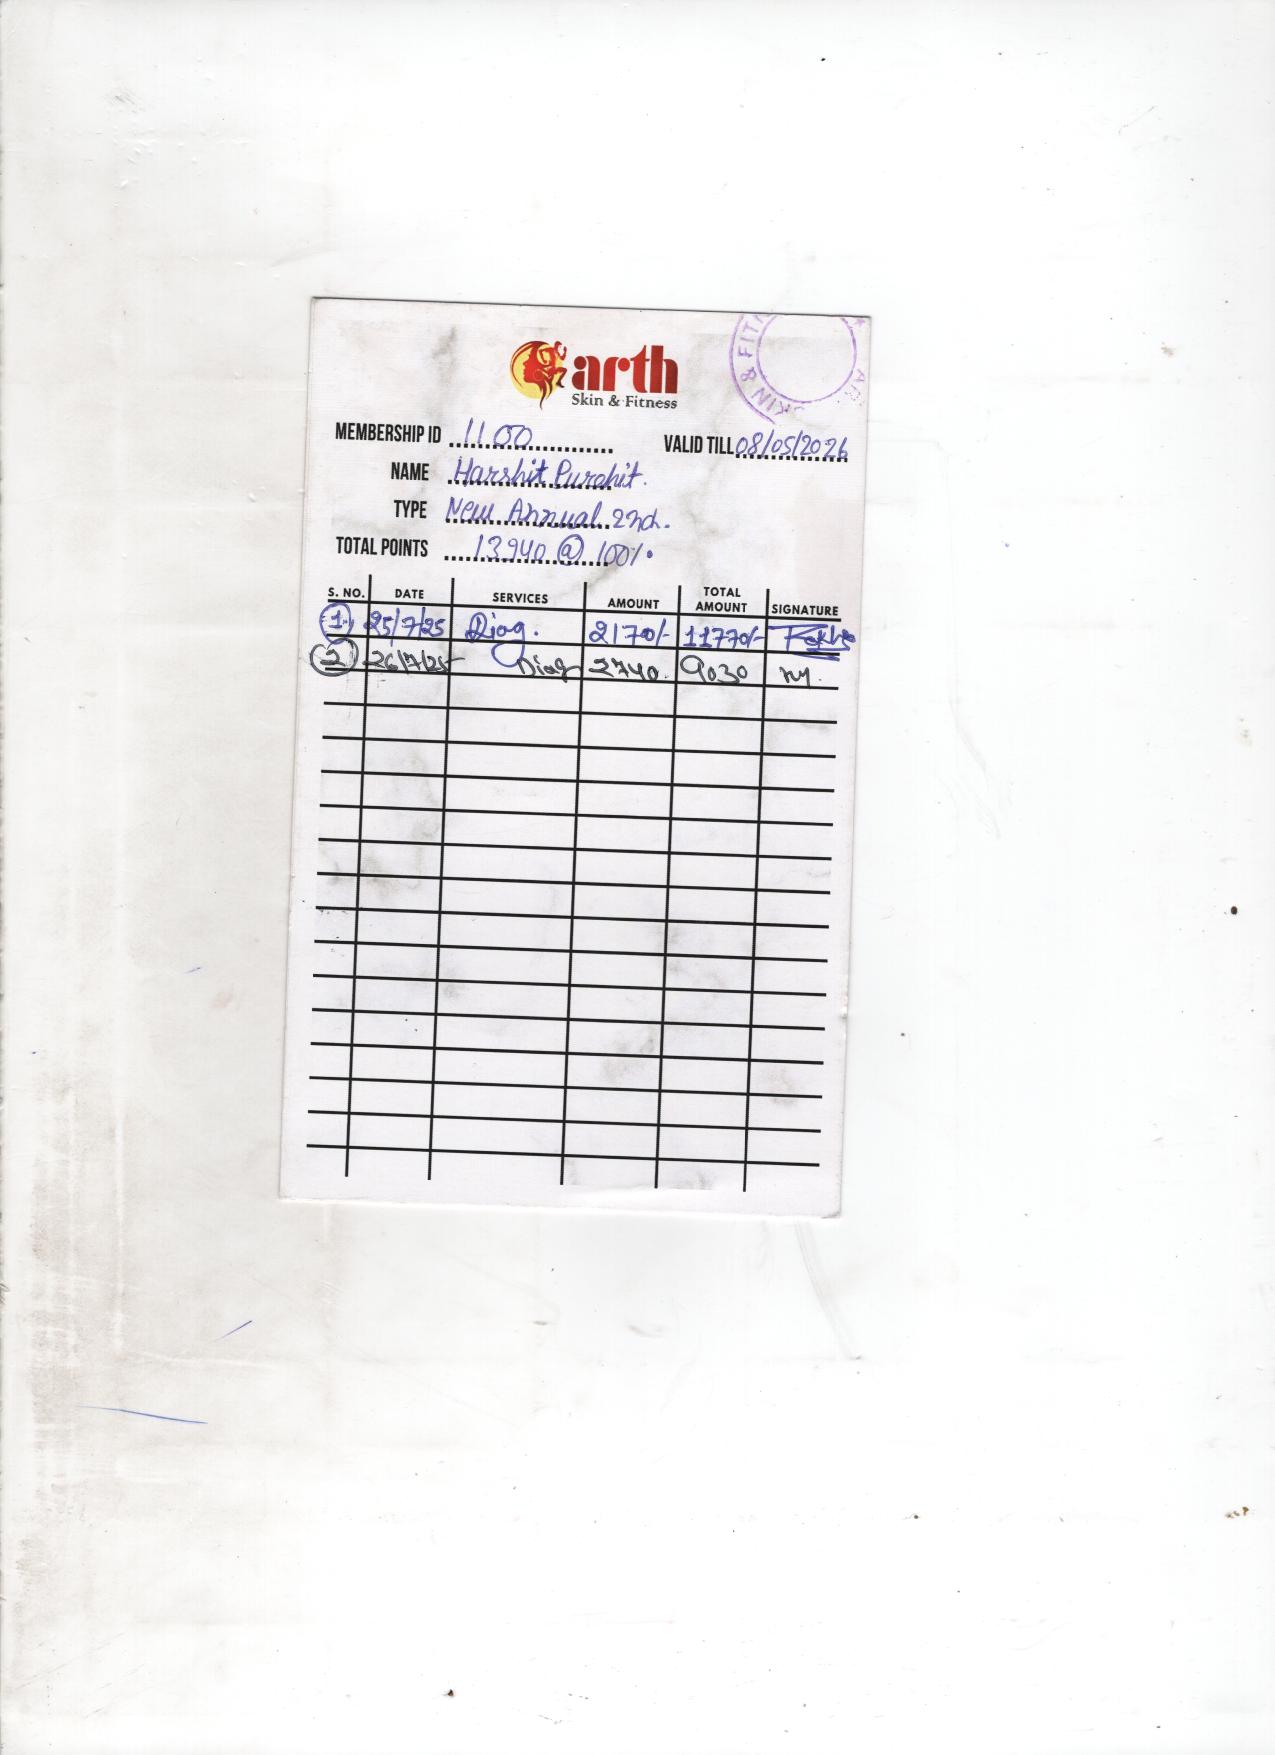 arth
Skin & Fitness
SKIN & FIT
MEMBERSHIP ID 1100 VALID TILL 08/05/2026
NAME Harshit Purohit.
TYPE New Annual 2nd.
TOTAL POINTS 13940 @ 100%
S. NO. DATE SERVICES AMOUNT TOTAL AMOUNT SIGNATURE
1. 25/7/25 Diag. 2170/- 11770/-
2 26/7/25 Diag 2740. 9030